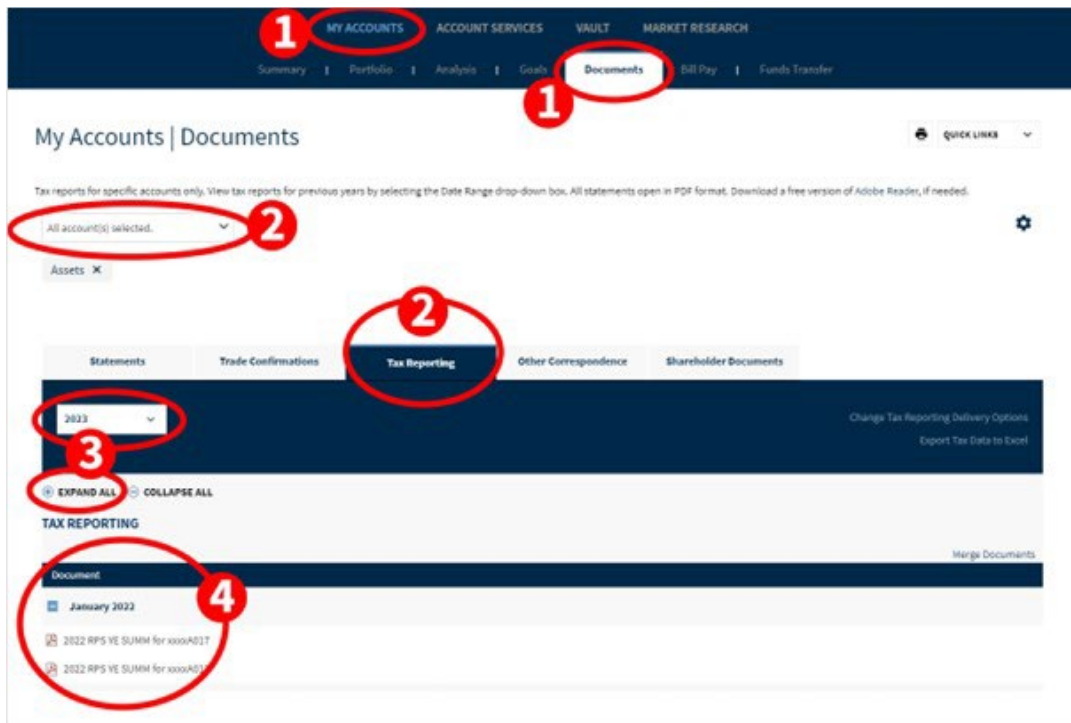 1 MY ACCOUNTS ACCOUNT SERVICES VAULT MARKET RESEARCH
Summary | Portfolio | Analysis | Goals Documents Bill Pay | Funds Transfer
1
My Accounts | Documents QUICK LINKS
Tax reports for specific accounts only. View tax reports for previous years by selecting the Date Range drop-down box. All statements open in PDF format. Download a free version of Adobe Reader, if needed.
All account(s) selected. 2
Assets ×
2
Statements Trade Confirmations Tax Reporting Other Correspondence Shareholder Documents
2023 Change Tax Reporting Delivery Options
3 Export Tax Data to Excel
EXPAND ALL COLLAPSE ALL
TAX REPORTING
Merge Documents
Document
4
January 2022
2022 RPS YE SUMM for xxxxA017
2022 RPS YE SUMM for